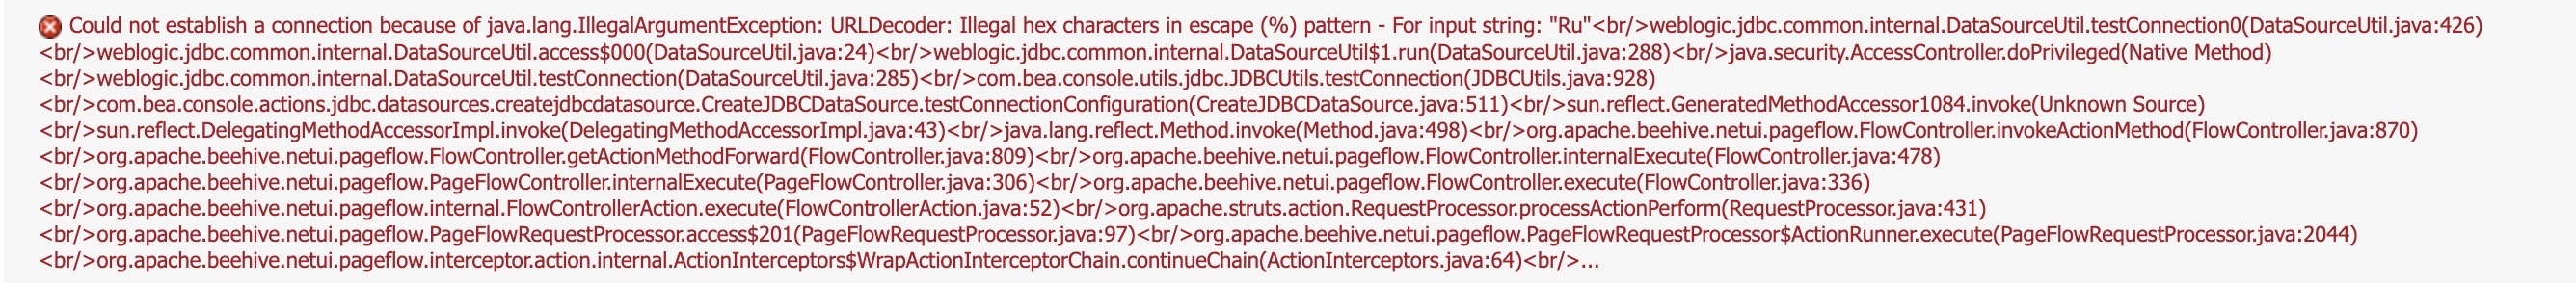 Could not establish a connection because of java.lang.IllegalArgumentException: URLDecoder: Illegal hex characters in escape (%) pattern - For input string: "Ru"<br/>weblogic.jdbc.common.internal.DataSourceUtil.testConnection0(DataSourceUtil.java:426)
<br/>weblogic.jdbc.common.internal.DataSourceUtil.access$000(DataSourceUtil.java:24)<br/>weblogic.jdbc.common.internal.DataSourceUtil$1.run(DataSourceUtil.java:288)<br/>java.security.AccessController.doPrivileged(Native Method)
<br/>weblogic.jdbc.common.internal.DataSourceUtil.testConnection(DataSourceUtil.java:285)<br/>com.bea.console.utils.jdbc.JDBCUtils.testConnection(JDBCUtils.java:928)
<br/>com.bea.console.actions.jdbc.datasources.createjdbcdatasource.CreateJDBCDataSource.testConnectionConfiguration(CreateJDBCDataSource.java:511)<br/>sun.reflect.GeneratedMethodAccessor1084.invoke(Unknown Source)
<br/>sun.reflect.DelegatingMethodAccessorImpl.invoke(DelegatingMethodAccessorImpl.java:43)<br/>java.lang.reflect.Method.invoke(Method.java:498)<br/>org.apache.beehive.netui.pageflow.FlowController.invokeActionMethod(FlowController.java:870)
<br/>org.apache.beehive.netui.pageflow.FlowController.getActionMethodForward(FlowController.java:809)<br/>org.apache.beehive.netui.pageflow.FlowController.internalExecute(FlowController.java:478)
<br/>org.apache.beehive.netui.pageflow.PageFlowController.internalExecute(PageFlowController.java:306)<br/>org.apache.beehive.netui.pageflow.FlowController.execute(FlowController.java:336)
<br/>org.apache.beehive.netui.pageflow.internal.FlowControllerAction.execute(FlowControllerAction.java:52)<br/>org.apache.struts.action.RequestProcessor.processActionPerform(RequestProcessor.java:431)
<br/>org.apache.beehive.netui.pageflow.PageFlowRequestProcessor.access$201(PageFlowRequestProcessor.java:97)<br/>org.apache.beehive.netui.pageflow.PageFlowRequestProcessor$ActionRunner.execute(PageFlowRequestProcessor.java:2044)
<br/>org.apache.beehive.netui.pageflow.interceptor.action.internal.ActionInterceptors$WrapActionInterceptorChain.continueChain(ActionInterceptors.java:64)<br/>...